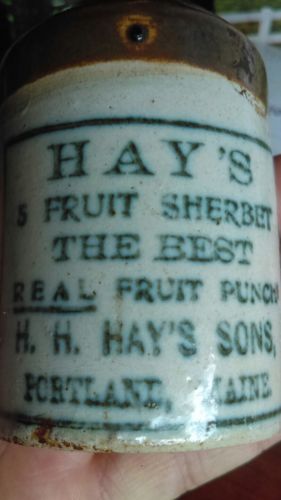 HAY'S
5 FRUIT SHERBET
THE BEST
REAL FRUIT PUNCH
H. H. HAY'S SONS,
PORTLAND, MAINE.